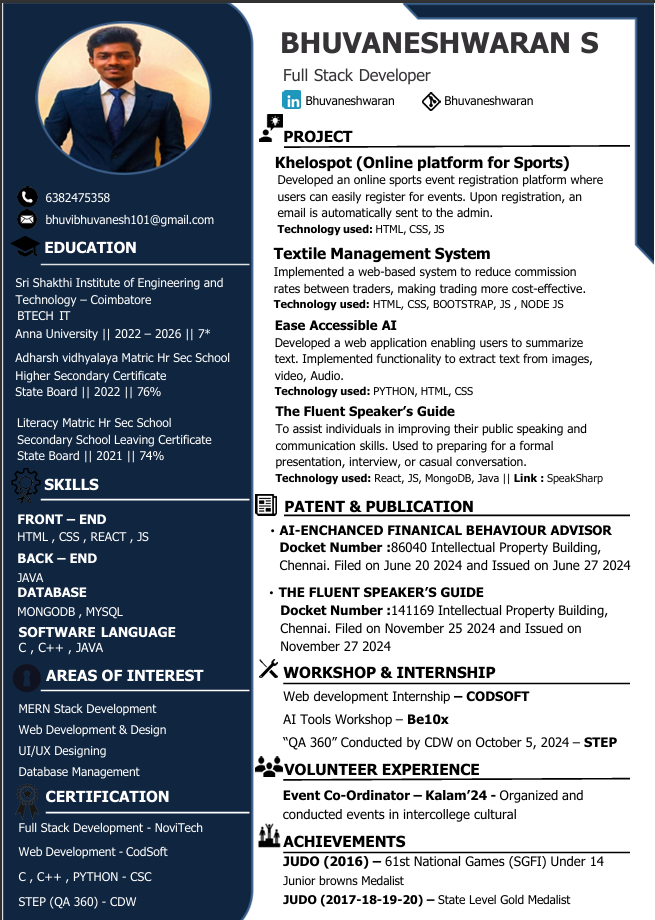 BHUVANESHWARAN S
Full Stack Developer
in Bhuvaneshwaran
Bhuvaneshwaran
6382475358
bhuvibhuvanesh101@gmail.com
EDUCATION
Sri Shakthi Institute of Engineering and
Technology – Coimbatore
BTECH IT
Anna University || 2022 – 2026 || 7*
Adharsh vidhyalaya Matric Hr Sec School
Higher Secondary Certificate
State Board || 2022 || 76%
Literacy Matric Hr Sec School
Secondary School Leaving Certificate
State Board || 2021 || 74%
SKILLS
FRONT – END
HTML , CSS , REACT , JS
BACK – END
JAVA
DATABASE
MONGODB , MYSQL
SOFTWARE LANGUAGE
C , C++ , JAVA
AREAS OF INTEREST
MERN Stack Development
Web Development & Design
UI/UX Designing
Database Management
CERTIFICATION
Full Stack Development - NoviTech
Web Development - CodSoft
C , C++ , PYTHON - CSC
STEP (QA 360) - CDW
PROJECT
Khelospot (Online platform for Sports)
Developed an online sports event registration platform where
users can easily register for events. Upon registration, an
email is automatically sent to the admin.
Technology used: HTML, CSS, JS
Textile Management System
Implemented a web-based system to reduce commission
rates between traders, making trading more cost-effective.
Technology used: HTML, CSS, BOOTSTRAP, JS , NODE JS
Ease Accessible AI
Developed a web application enabling users to summarize
text. Implemented functionality to extract text from images,
video, Audio.
Technology used: PYTHON, HTML, CSS
The Fluent Speaker’s Guide
To assist individuals in improving their public speaking and
communication skills. Used to preparing for a formal
presentation, interview, or casual conversation.
Technology used: React, JS, MongoDB, Java || Link : SpeakSharp
PATENT & PUBLICATION
• AI-ENCHANCED FINANICAL BEHAVIOUR ADVISOR
Docket Number :86040 Intellectual Property Building,
Chennai. Filed on June 20 2024 and Issued on June 27 2024
• THE FLUENT SPEAKER’S GUIDE
Docket Number :141169 Intellectual Property Building,
Chennai. Filed on November 25 2024 and Issued on
November 27 2024
WORKSHOP & INTERNSHIP
Web development Internship – CODSOFT
AI Tools Workshop – Be10x
“QA 360” Conducted by CDW on October 5, 2024 – STEP
VOLUNTEER EXPERIENCE
Event Co-Ordinator – Kalam’24 - Organized and
conducted events in intercollege cultural
ACHIEVEMENTS
JUDO (2016) – 61st National Games (SGFI) Under 14
Junior browns Medalist
JUDO (2017-18-19-20) – State Level Gold Medalist